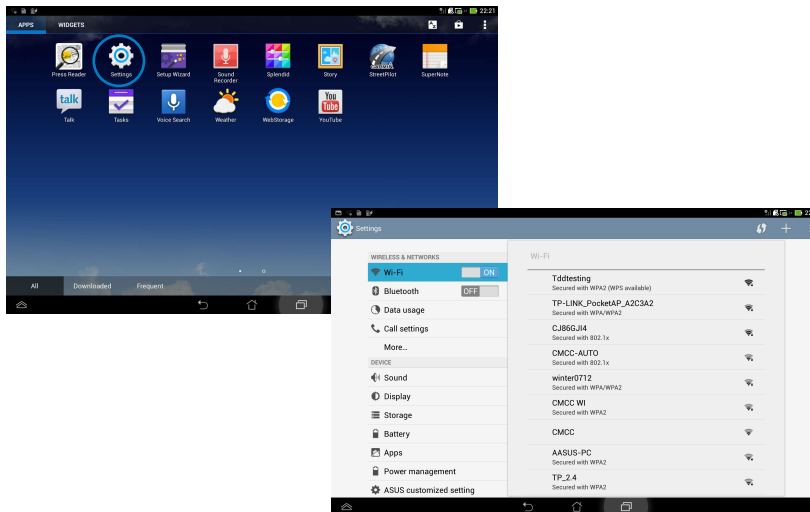 22:21
APPS WIDGETS
Press Reader Settings Setup Wizard Sound Recorder Splendid Story StreetPilot SuperNote
talk You Tube
Talk Tasks Voice Search Weather WebStorage YouTube
All Downloaded Frequent
22
Settings
WIRELESS & NETWORKS
Wi-Fi ON
Bluetooth OFF
Data usage
Call settings
More...
DEVICE
Sound
Display
Storage
Battery
Apps
Power management
ASUS customized setting
Wi-Fi
Tddtesting
Secured with WPA2 (WPS available)
TP-LINK_PocketAP_A2C3A2
Secured with WPA/WPA2
CJ86GJI4
Secured with 802.1x
CMCC-AUTO
Secured with 802.1x
winter0712
Secured with WPA/WPA2
CMCC WI
Secured with WPA2
CMCC
AASUS-PC
Secured with WPA2
TP_2.4
Secured with WPA2